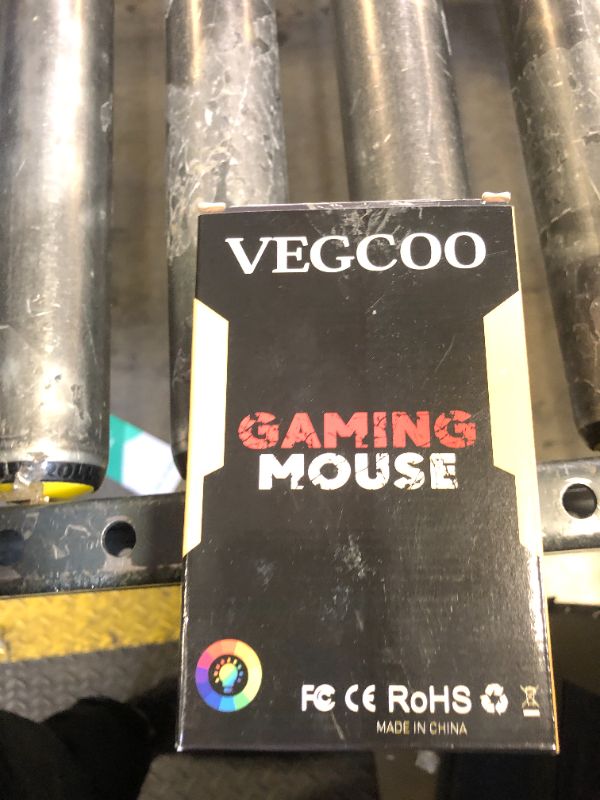 VEGCOO
GAMING
MOUSE
FC CE RoHS
MADE IN CHINA